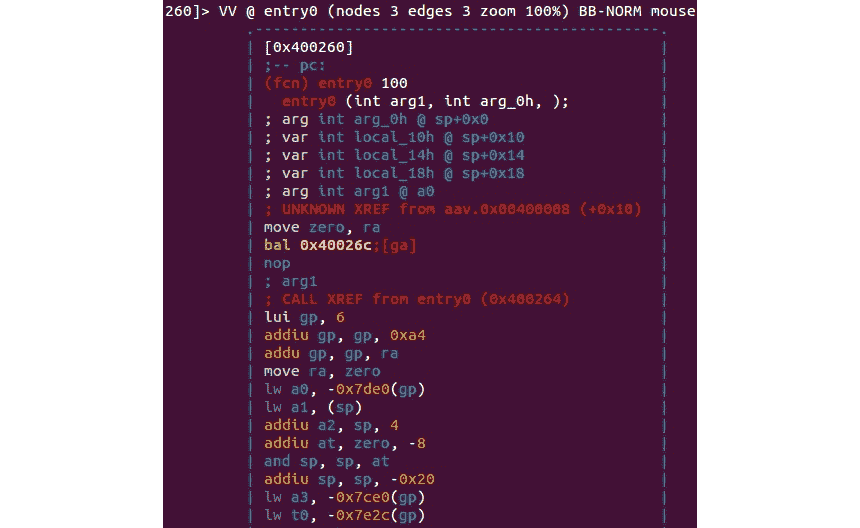 260]> VV @ entry0 (nodes 3 edges 3 zoom 100%) BB-NORM mouse
[0x400260]
;-- pc:
(fcn) entry0 100
entry0 (int arg1, int arg_0h, );
; arg int arg_0h @ sp+0x0
; var int local_10h @ sp+0x10
; var int local_14h @ sp+0x14
; var int local_18h @ sp+0x18
; arg int arg1 @ a0
; UNKNOWN XREF from aav.0x00400008 (+0x10)
move zero, ra
bal 0x40026c;[ga]
nop
; arg1
; CALL XREF from entry0 (0x400264)
lui gp, 6
addiu gp, gp, 0xa4
addu gp, gp, ra
move ra, zero
lw a0, -0x7de0(gp)
lw a1, (sp)
addiu a2, sp, 4
addiu at, zero, -8
and sp, sp, at
addiu sp, sp, -0x20
lw a3, -0x7ce0(gp)
lw t0, -0x7e2c(gp)